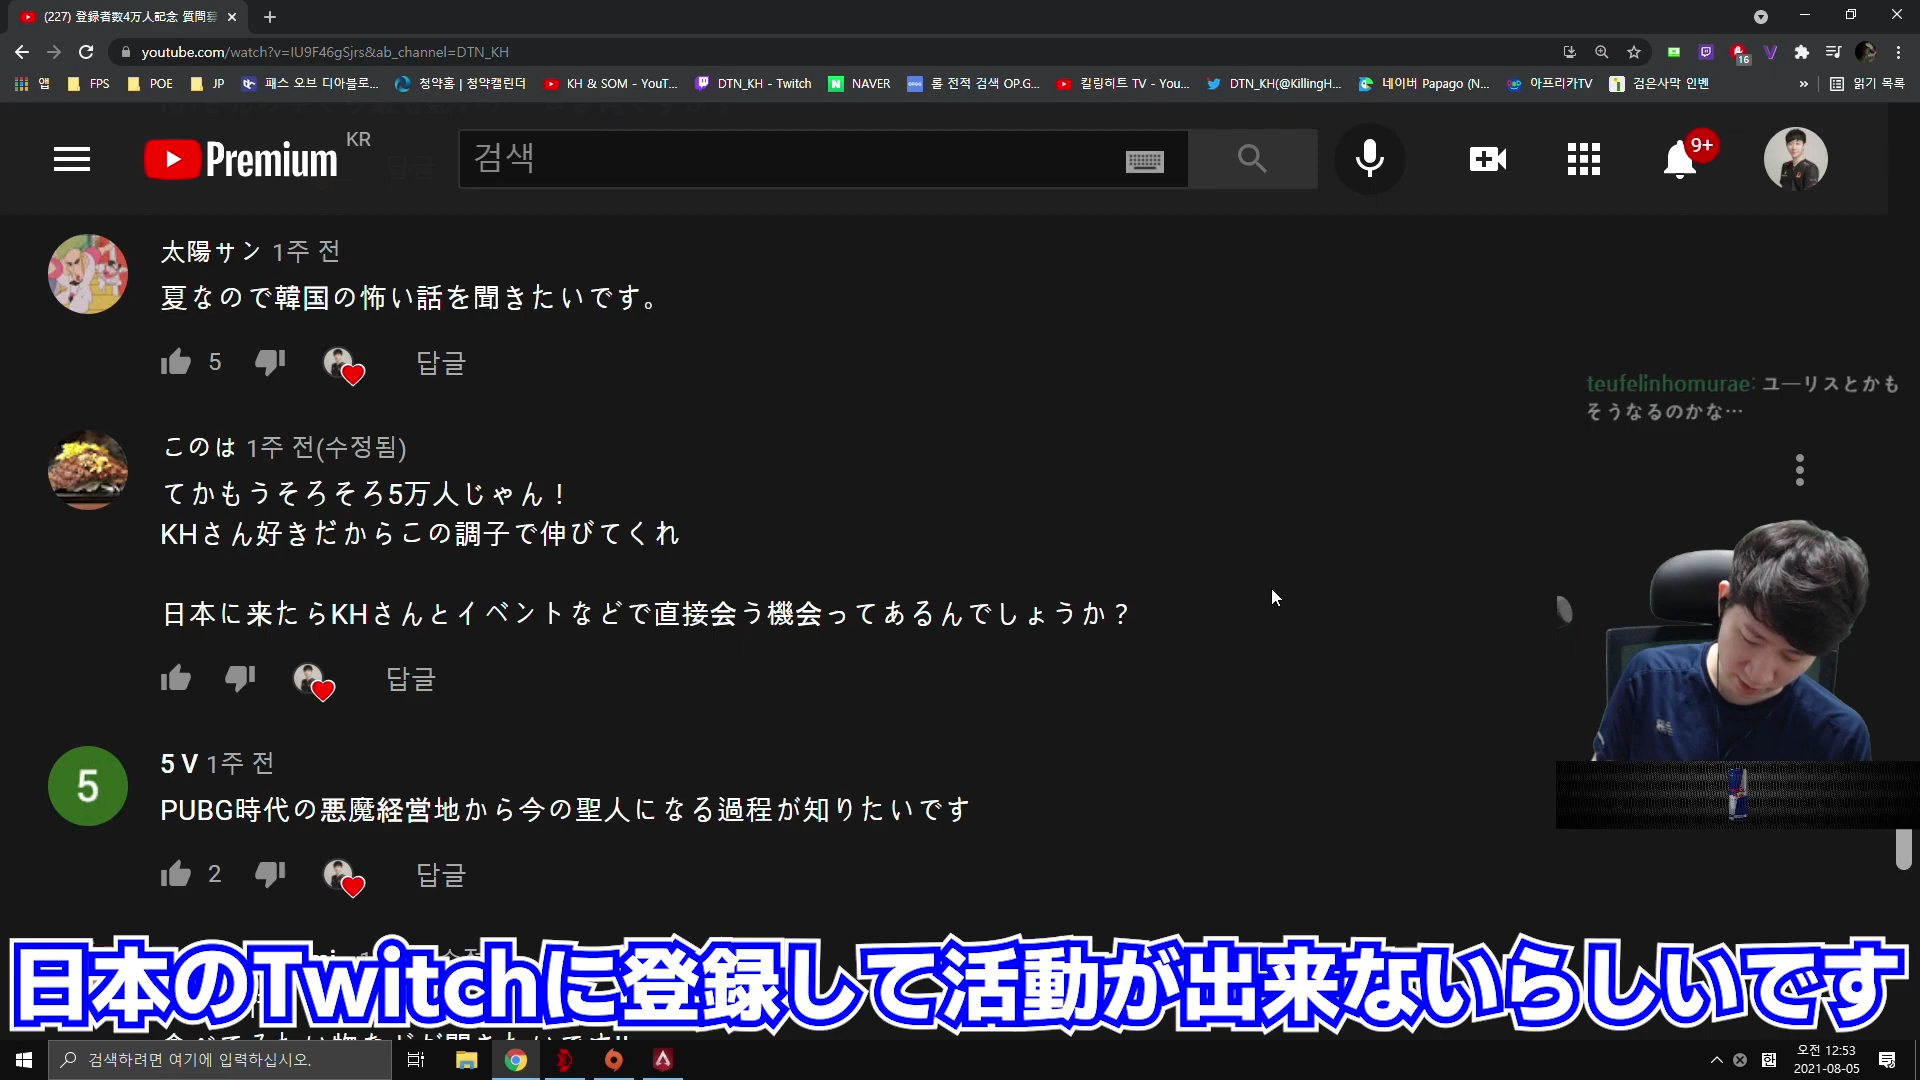 (227) 登録者数4万人記念 質問募
youtube.com/watch?v=IU9F46gSjrs&ab_channel=DTN_KH
16
앱
FPS
POE
JP
패스 오브 디아블로...
청약홈 | 청약캘린더
KH & SOM - YouT...
DTN_KH - Twitch
NAVER
롤 전적 검색 OP.G...
킬링히트 TV - You...
DTN_KH(@KillingH...
네이버 Papago (N...
아프리카TV
검은사막 인벤
»
읽기 목록
Premium KR
검색
9+
太陽サン 1주 전
夏なので韓国の怖い話を聞きたいです。
5
답글
teufelinhomurae: ユーリスとかも
そうなるのかな…
このは 1주 전(수정됨)
てかもうそろそろ5万人じゃん！
KHさん好きだからこの調子で伸びてくれ
日本に来たらKHさんとイベントなどで直接会う機会ってあるんでしょうか？
답글
5
5 V 1주 전
PUBG時代の悪魔経営地から今の聖人になる過程が知りたいです
2
답글
日本のTwitchに登録して活動が出来ないらしいです
검색하려면 여기에 입력하십시오.
한
오전 12:53
2021-08-05